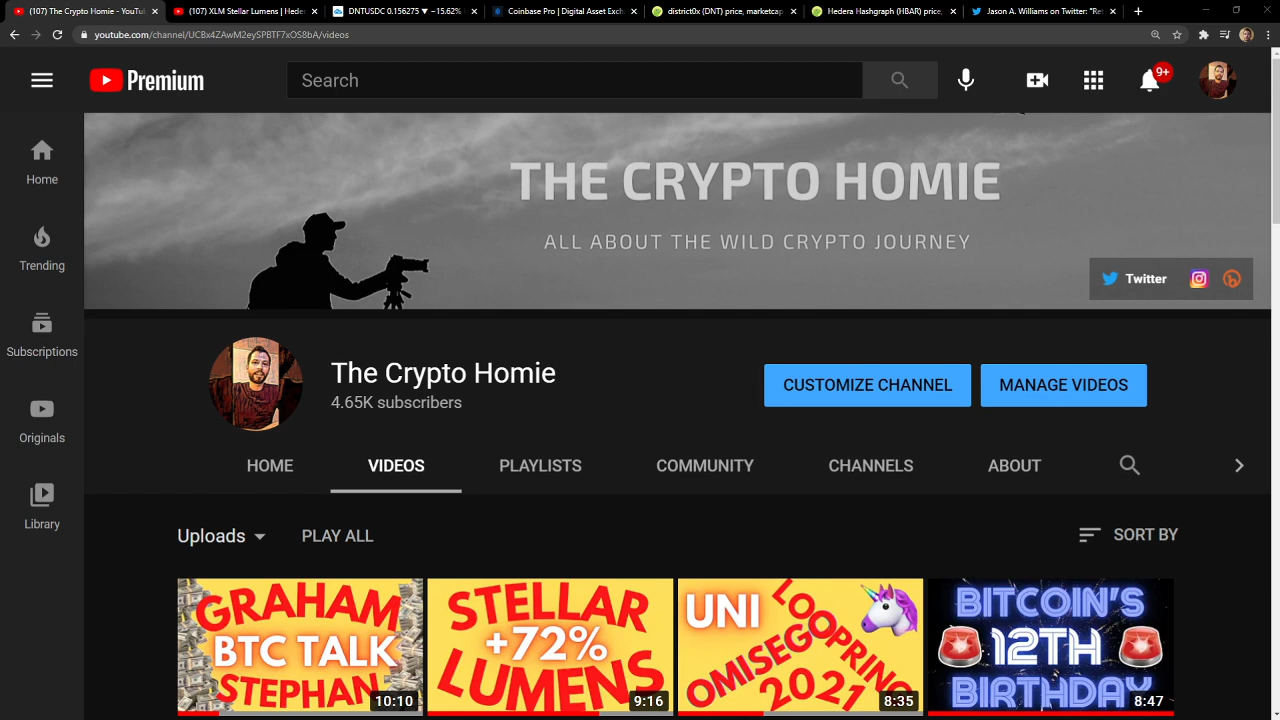 (107) The Crypto Homie - YouTu
(107) XLM Stellar Lumens | Heder
DNTUSDC 0.156275 ▼ −15.62%
Coinbase Pro | Digital Asset Exch
district0x (DNT) price, marketcap
Hedera Hashgraph (HBAR) price,
Jason A. Williams on Twitter: "Ret
youtube.com/channel/UCBx4ZAwM2eySPBTF7xOS8bA/videos
Premium
Search
9+
THE CRYPTO HOMIE
ALL ABOUT THE WILD CRYPTO JOURNEY
Twitter
Home
Trending
Subscriptions
Originals
Library
The Crypto Homie
4.65K subscribers
CUSTOMIZE CHANNEL
MANAGE VIDEOS
HOME
VIDEOS
PLAYLISTS
COMMUNITY
CHANNELS
ABOUT
Uploads
PLAY ALL
SORT BY
GRAHAM
BTC TALK
STEPHAN
10:10
STELLAR
+72%
LUMENS
9:16
UNI
LOOPRING
OMISEGO
2021
8:35
BITCOIN'S
12TH
BIRTHDAY
8:47